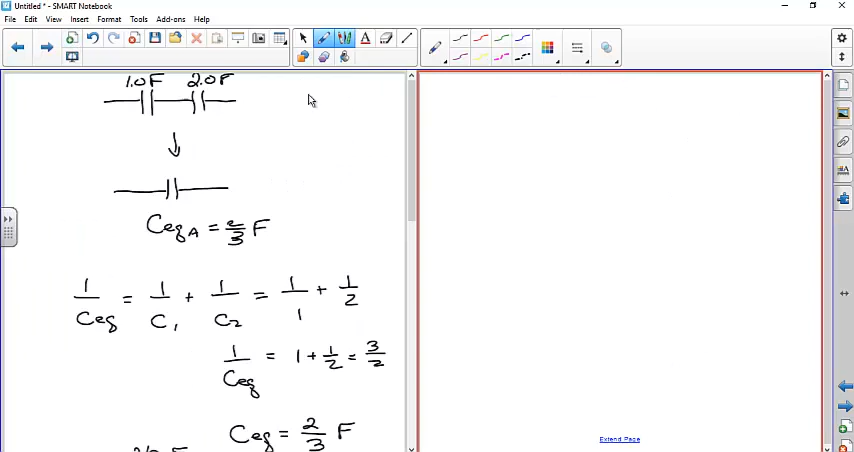 Untitled * - SMART Notebook
File Edit View Insert Format Tools Add-ons Help
1.0F 2.0F
↓
CeqA = 2/3 F
1/Ceq = 1/C1 + 1/C2 = 1/1 + 1/2
1/Ceq = 1 + 1/2 = 3/2
Ceq = 2/3 F
Extend Page